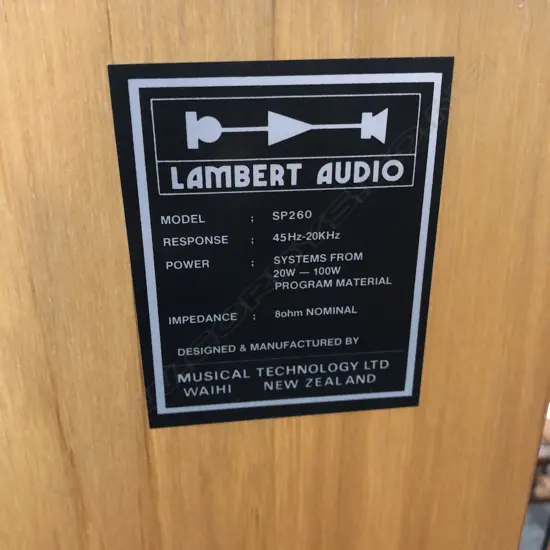 LAMBERT AUDIO
MODEL : SP260
RESPONSE : 45Hz-20KHz
POWER : SYSTEMS FROM
20W — 100W
PROGRAM MATERIAL
IMPEDANCE : 8ohm NOMINAL
DESIGNED & MANUFACTURED BY
MUSICAL TECHNOLOGY LTD
WAIHI NEW ZEALAND